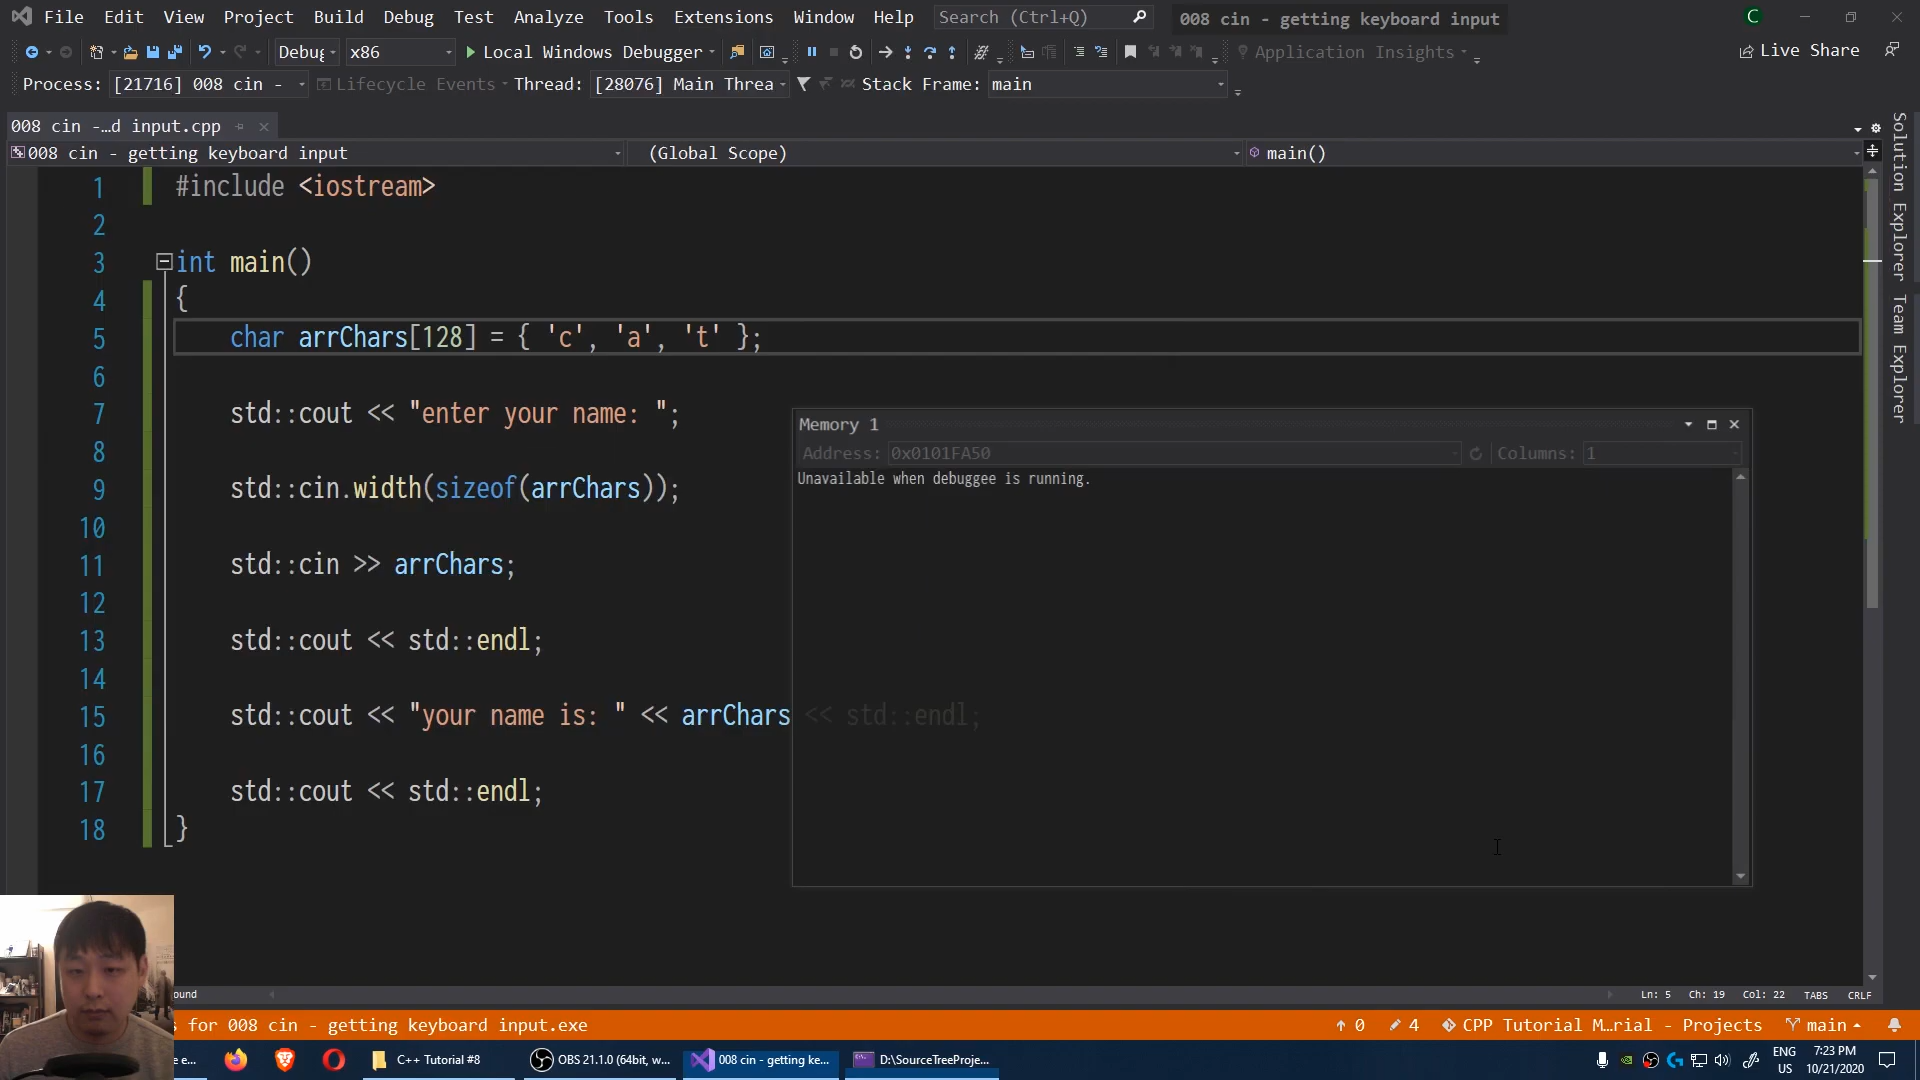 File Edit View Project Build Debug Test Analyze Tools Extensions Window Help Search (Ctrl+Q) 008 cin - getting keyboard input C
Debug x86 Local Windows Debugger Application Insights Live Share
Process: [21716] 008 cin - Lifecycle Events Thread: [28076] Main Threa Stack Frame: main
008 cin -…d input.cpp
008 cin - getting keyboard input (Global Scope) main()
1 #include <iostream>
2
3 int main()
4 {
5 char arrChars[128] = { 'c', 'a', 't' };
6
7 std::cout << "enter your name: ";
8
9 std::cin.width(sizeof(arrChars));
10
11 std::cin >> arrChars;
12
13 std::cout << std::endl;
14
15 std::cout << "your name is: " << arrChars << std::endl;
16
17 std::cout << std::endl;
18 }
Memory 1
Address: 0x0101FA50 Columns: 1
Unavailable when debuggee is running.
Solution Explorer
Team Explorer
ound Ln: 5 Ch: 19 Col: 22 TABS CRLF
s for 008 cin - getting keyboard input.exe 0 4 CPP Tutorial M…rial - Projects main
e e... C++ Tutorial #8 OBS 21.1.0 (64bit, w... 008 cin - getting ke... D:\SourceTreeProje... ENG US 7:23 PM 10/21/2020